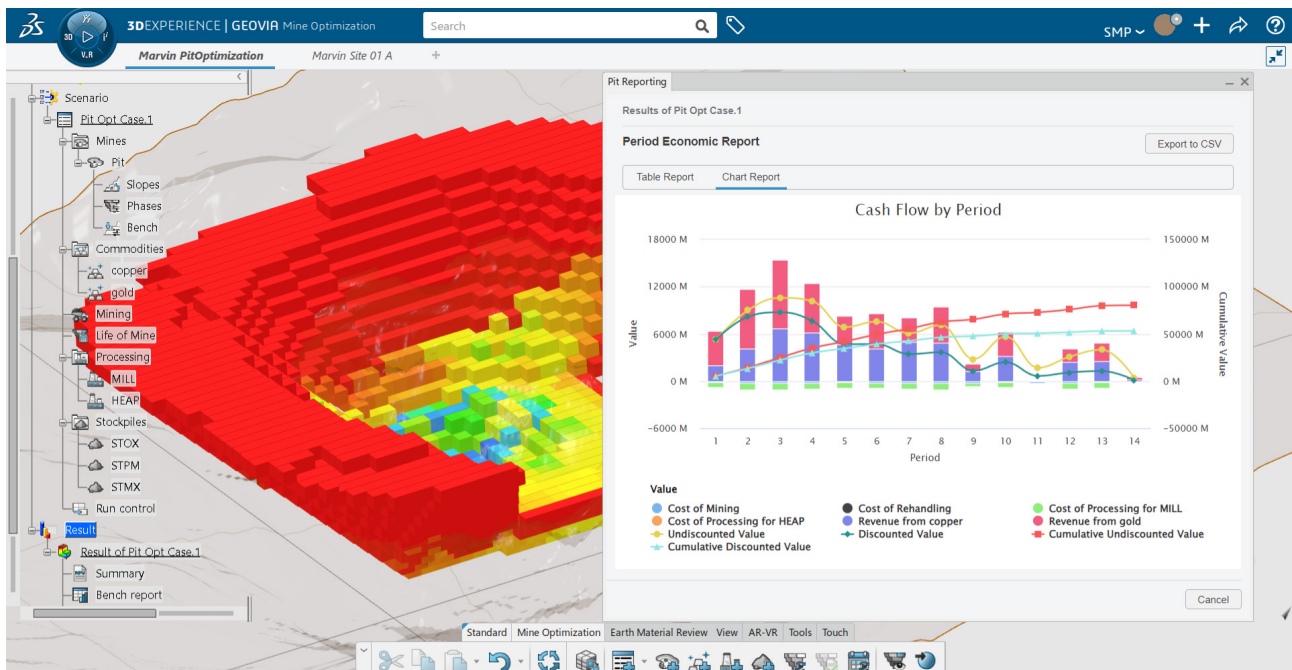 3DEXPERIENCE | GEOVIA Mine Optimization
Search
SMP
3D
V.R
Marvin PitOptimization
Marvin Site 01 A
+
Scenario
Pit Opt Case.1
Mines
Pit
Slopes
Phases
Bench
Commodities
copper
gold
Mining
Life of Mine
Processing
MILL
HEAP
Stockpiles
STOX
STPM
STMX
Run control
Result
Result of Pit Opt Case.1
Summary
Bench report
Pit Reporting
Results of Pit Opt Case.1
Period Economic Report
Export to CSV
Table Report
Chart Report
Cash Flow by Period
18000 M
150000 M
12000 M
100000 M
6000 M
50000 M
0 M
0 M
−6000 M
−50000 M
Value
Cumulative Value
1 2 3 4 5 6 7 8 9 10 11 12 13 14
Period
Value
Cost of Mining
Cost of Rehandling
Cost of Processing for MILL
Cost of Processing for HEAP
Revenue from copper
Revenue from gold
Undiscounted Value
Discounted Value
Cumulative Undiscounted Value
Cumulative Discounted Value
Cancel
Standard
Mine Optimization
Earth Material Review
View
AR-VR
Tools
Touch